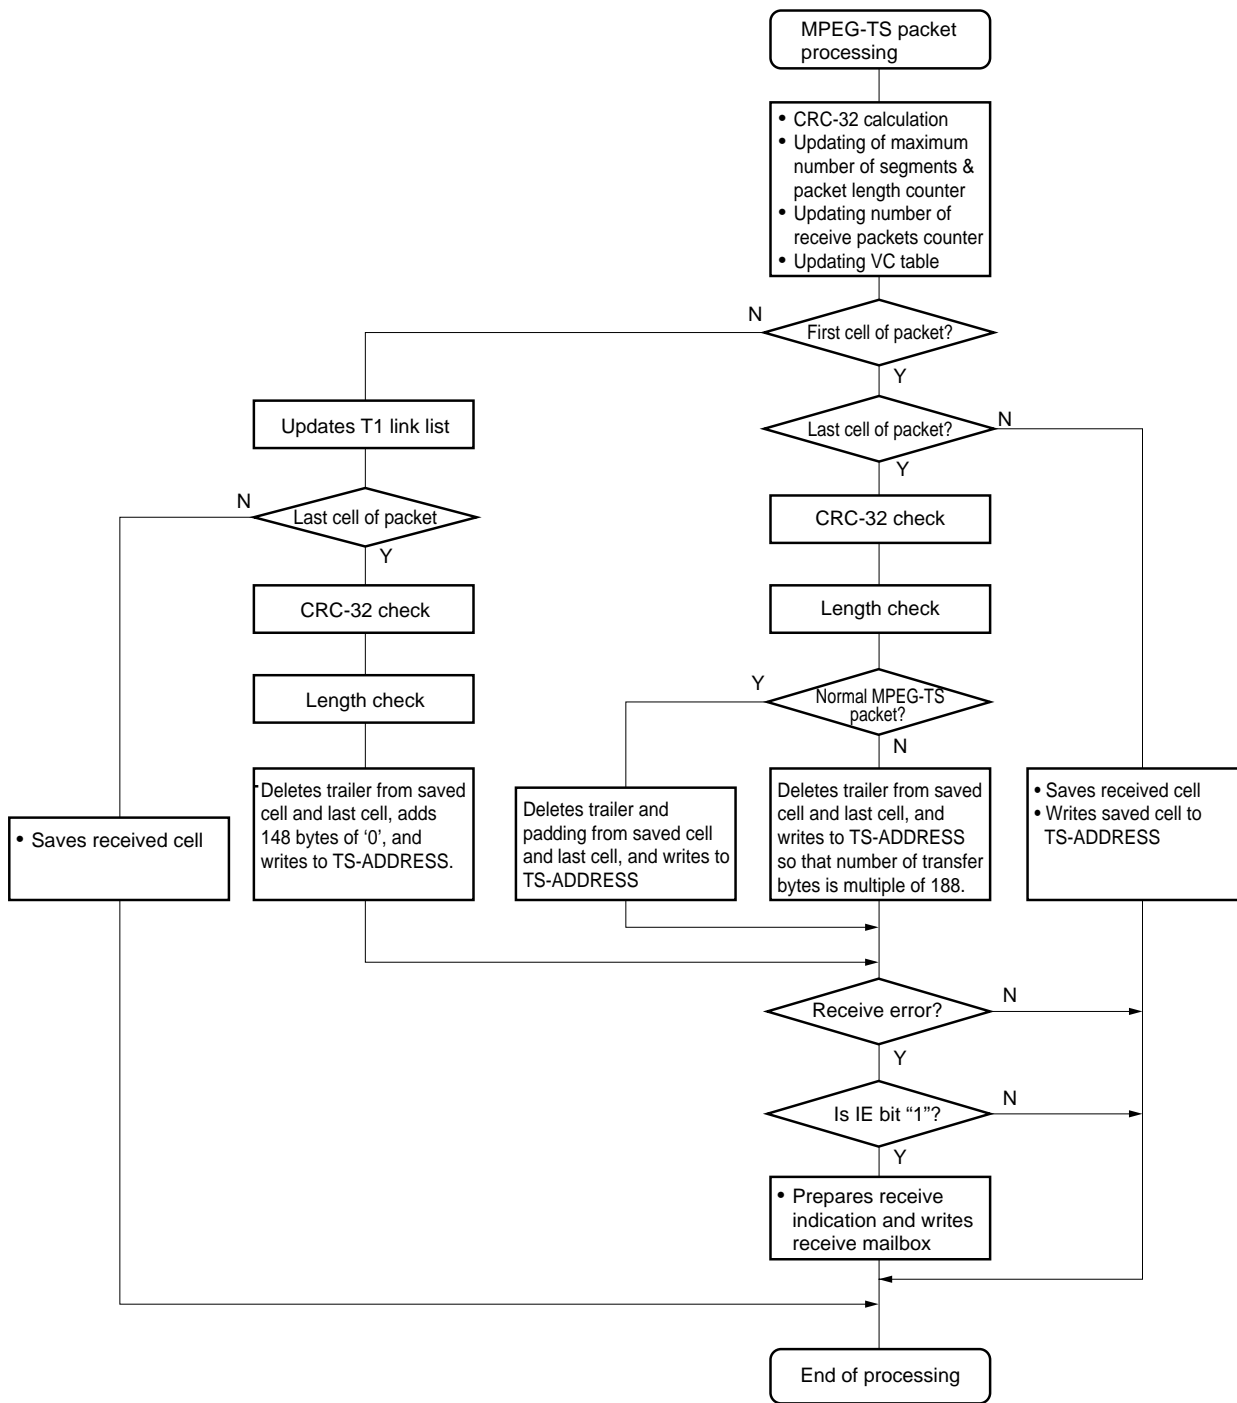 MPEG-TS packet
processing
• CRC-32 calculation
• Updating of maximum
number of segments &
packet length counter
• Updating number of
receive packets counter
• Updating VC table
N
First cell of packet?
Y
Updates T1 link list
Last cell of packet?
N
Y
N
Last cell of packet
Y
CRC-32 check
CRC-32 check
Length check
Length check
Y
Normal MPEG-TS
packet?
N
Deletes trailer from saved
cell and last cell, adds
148 bytes of ‘0’, and
writes to TS-ADDRESS.
• Saves received cell
Deletes trailer and
padding from saved cell
and last cell, and writes to
TS-ADDRESS
Deletes trailer from saved
cell and last cell, and
writes to TS-ADDRESS
so that number of transfer
bytes is multiple of 188.
• Saves received cell
• Writes saved cell to
TS-ADDRESS
Receive error?
N
Y
Is IE bit “1”?
N
Y
• Prepares receive
indication and writes
receive mailbox
End of processing